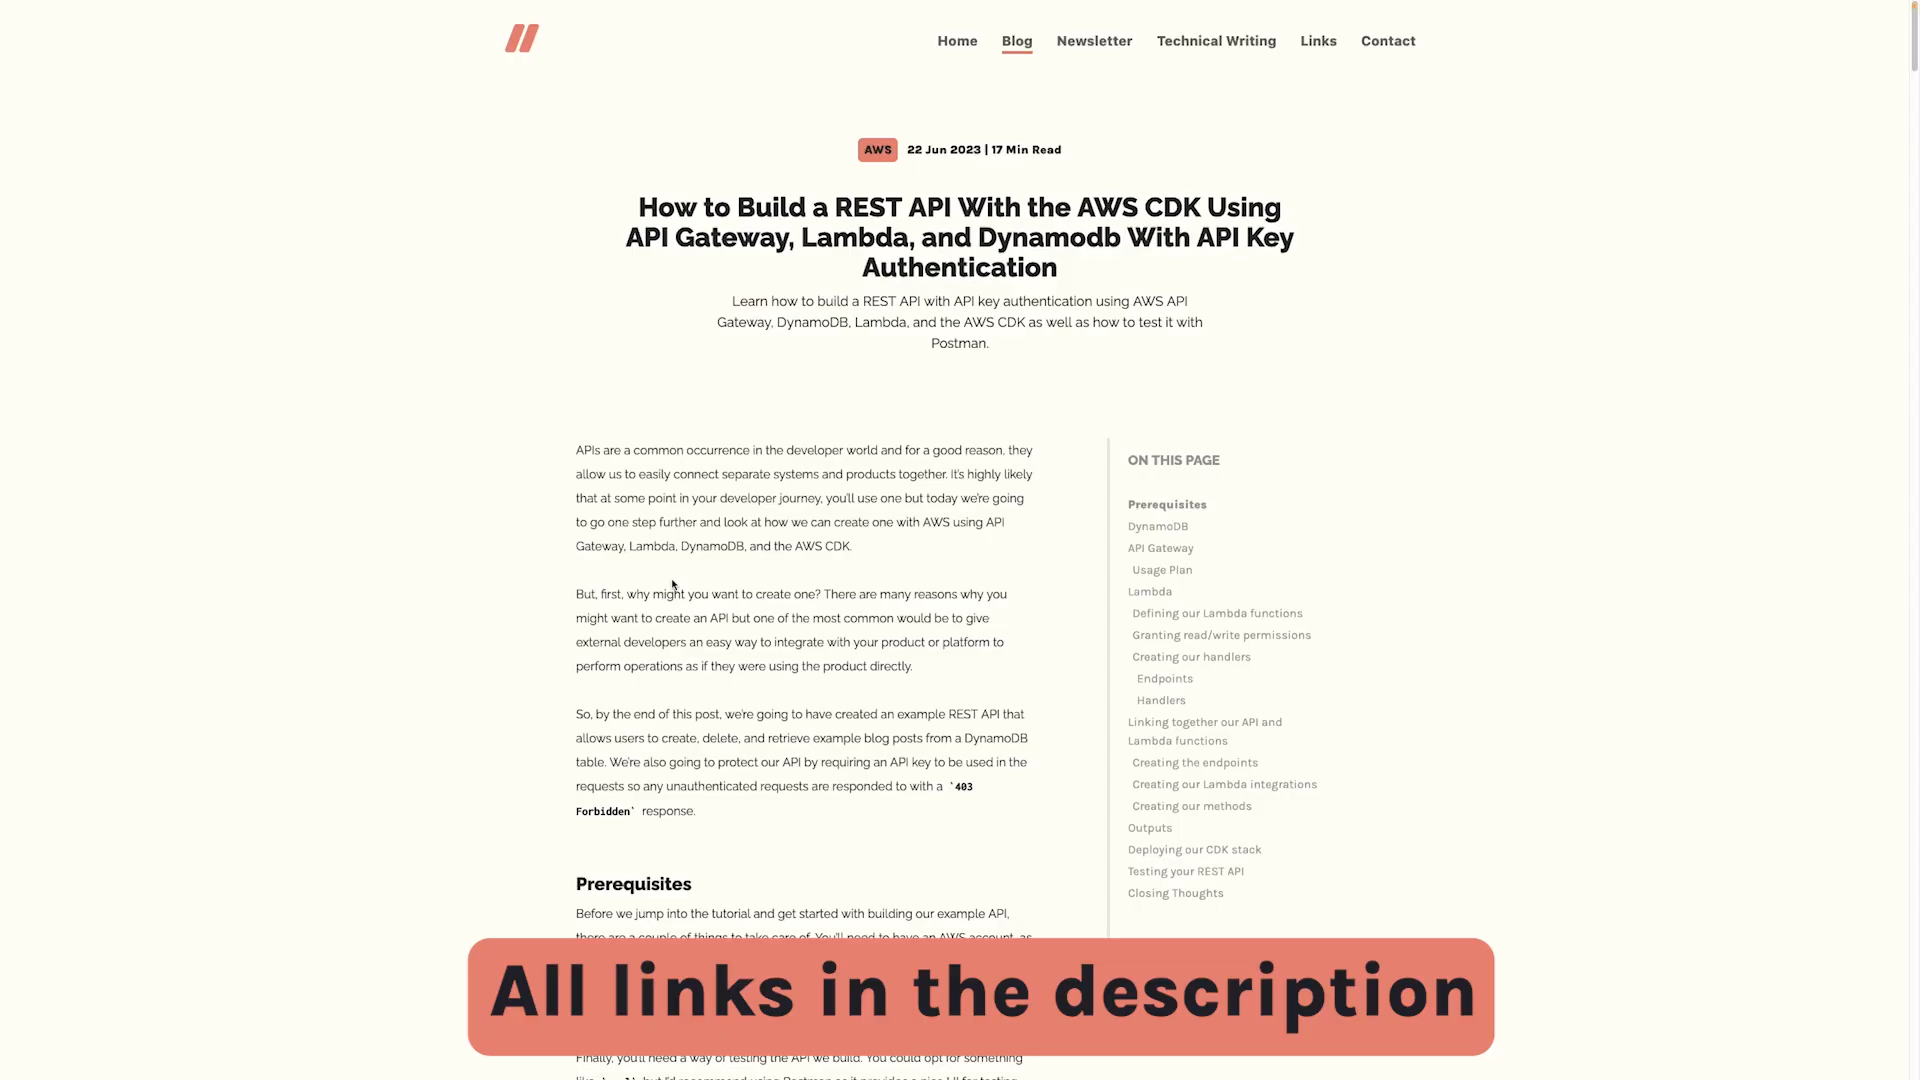 Home Blog Newsletter Technical Writing Links Contact
AWS 22 Jun 2023 | 17 Min Read
How to Build a REST API With the AWS CDK Using
API Gateway, Lambda, and Dynamodb With API Key
Authentication
Learn how to build a REST API with API key authentication using AWS API
Gateway, DynamoDB, Lambda, and the AWS CDK as well as how to test it with
Postman.
APIs are a common occurrence in the developer world and for a good reason, they
allow us to easily connect separate systems and products together. It's highly likely
that at some point in your developer journey, you'll use one but today we're going
to go one step further and look at how we can create one with AWS using API
Gateway, Lambda, DynamoDB, and the AWS CDK.
But, first, why might you want to create one? There are many reasons why you
might want to create an API but one of the most common would be to give
external developers an easy way to integrate with your product or platform to
perform operations as if they were using the product directly.
So, by the end of this post, we're going to have created an example REST API that
allows users to create, delete, and retrieve example blog posts from a DynamoDB
table. We're also going to protect our API by requiring an API key to be used in the
requests so any unauthenticated requests are responded to with a `403
Forbidden` response.
Prerequisites
Before we jump into the tutorial and get started with building our example API,
there are a couple of things to take care of. You'll need to have an AWS account, as
Finally, you'll need a way of testing the API we build. You could opt for something
ON THIS PAGE
Prerequisites
DynamoDB
API Gateway
Usage Plan
Lambda
Defining our Lambda functions
Granting read/write permissions
Creating our handlers
Endpoints
Handlers
Linking together our API and
Lambda functions
Creating the endpoints
Creating our Lambda integrations
Creating our methods
Outputs
Deploying our CDK stack
Testing your REST API
Closing Thoughts
All links in the description